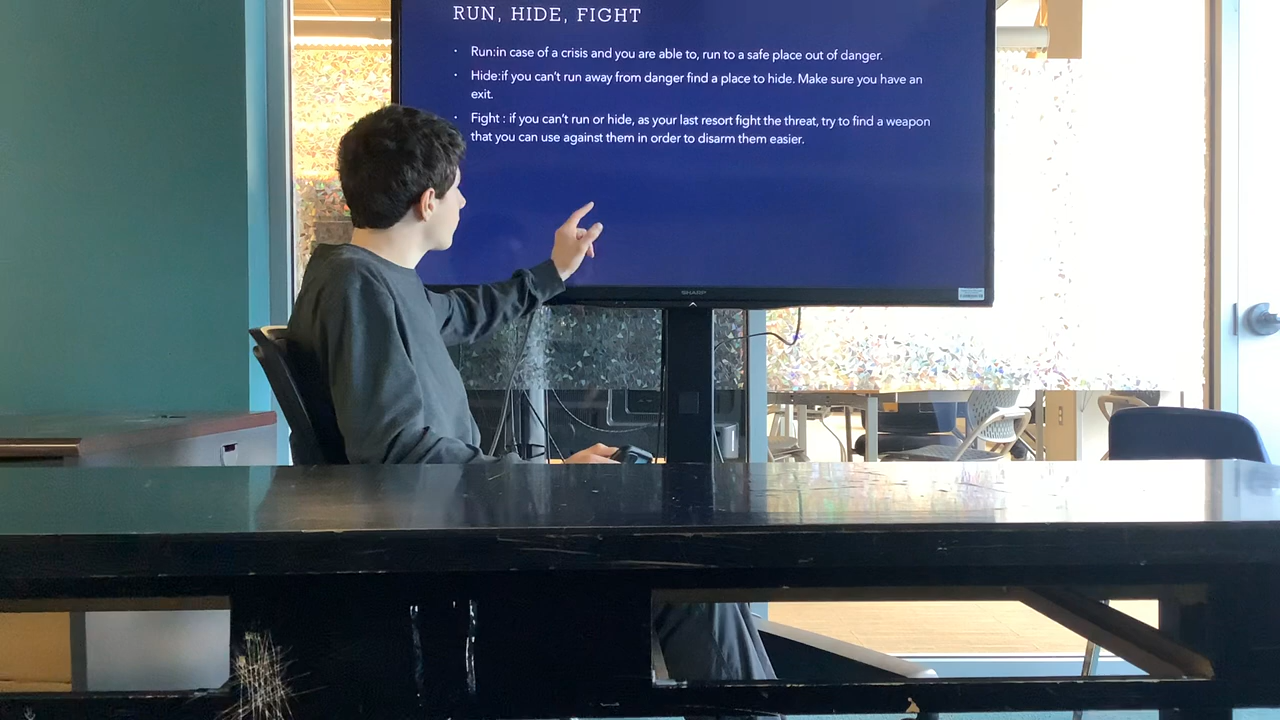 RUN, HIDE, FIGHT
· Run:in case of a crisis and you are able to, run to a safe place out of danger.
· Hide:if you can't run away from danger find a place to hide. Make sure you have an
exit.
· Fight : if you can't run or hide, as your last resort fight the threat, try to find a weapon
that you can use against them in order to disarm them easier.
SHARP